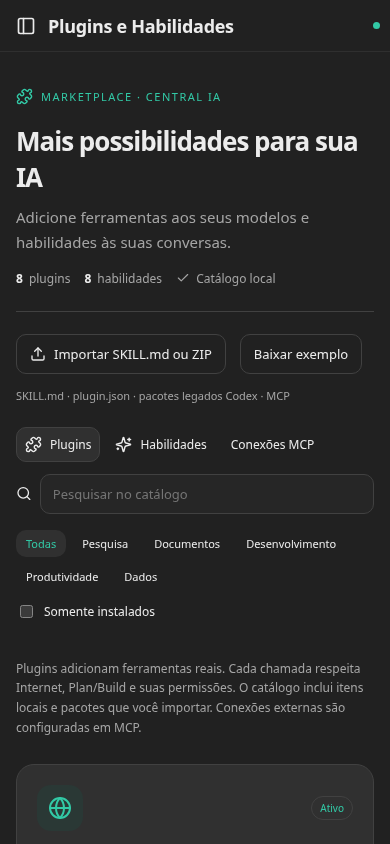 Plugins e Habilidades
MARKETPLACE · CENTRAL IA
Mais possibilidades para sua
IA
Adicione ferramentas aos seus modelos e
habilidades às suas conversas.
8 plugins 8 habilidades Catálogo local
Importar SKILL.md ou ZIP Baixar exemplo
SKILL.md · plugin.json · pacotes legados Codex · MCP
Plugins Habilidades Conexões MCP
Pesquisar no catálogo
Todas Pesquisa Documentos Desenvolvimento
Produtividade Dados
Somente instalados
Plugins adicionam ferramentas reais. Cada chamada respeita
Internet, Plan/Build e suas permissões. O catálogo inclui itens
locais e pacotes que você importar. Conexões externas são
configuradas em MCP.
Ativo